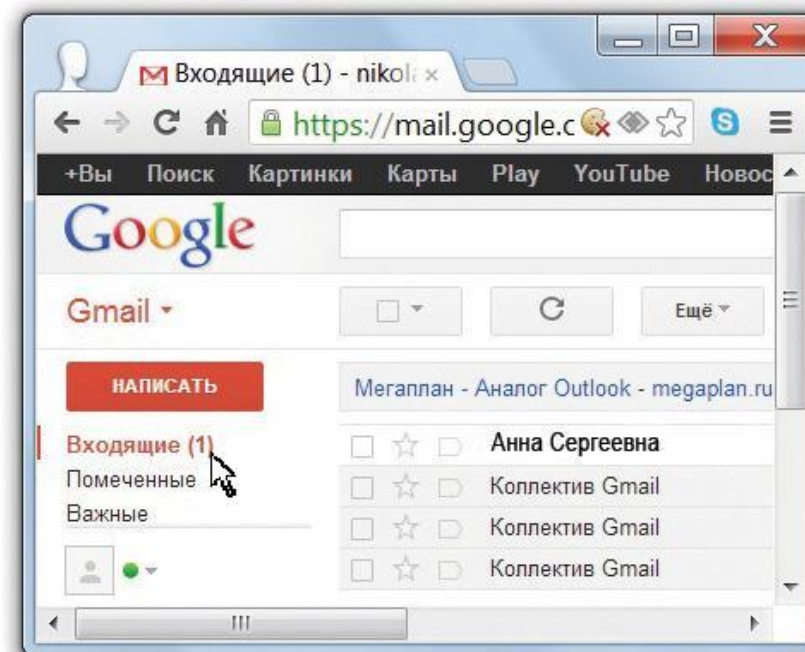 Входящие (1) - nikol
https://mail.google.c
+Вы Поиск Картинки Карты Play YouTube Новос
Google
Gmail
Ещё
НАПИСАТЬ
Мегаплан - Аналог Outlook - megaplan.ru
Входящие (1)
Анна Сергеевна
Помеченные
Коллектив Gmail
Важные
Коллектив Gmail
Коллектив Gmail